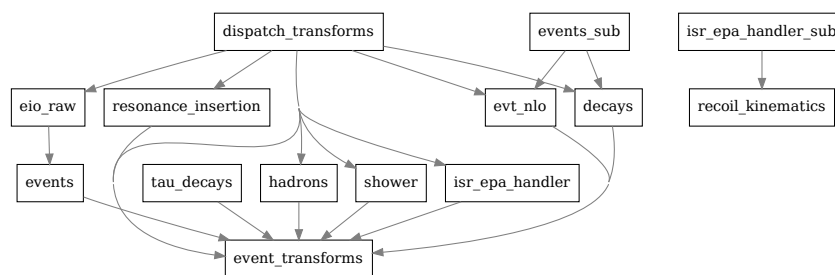 dispatch_transforms
events_sub
isr_epa_handler_sub
eio_raw
resonance_insertion
evt_nlo
decays
recoil_kinematics
events
tau_decays
hadrons
shower
isr_epa_handler
event_transforms